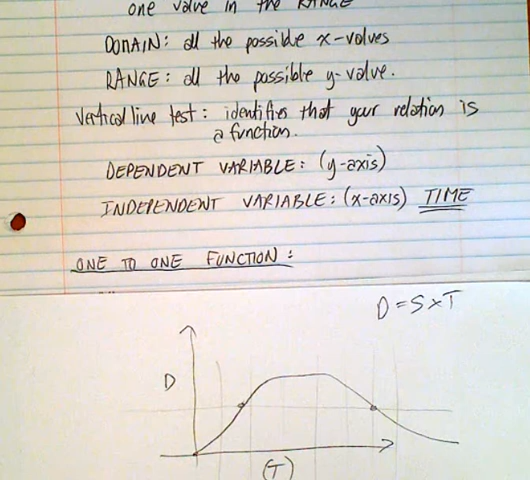 one value in the RANGE
DOMAIN: all the possible x-values
RANGE: all the possible y-value.
Vertical line test: identifies that your relation is
a function.
DEPENDENT VARIABLE: (y-axis)
INDEPENDENT VARIABLE: (x-axis) TIME
ONE TO ONE FUNCTION:
D = S x T
D
(T)